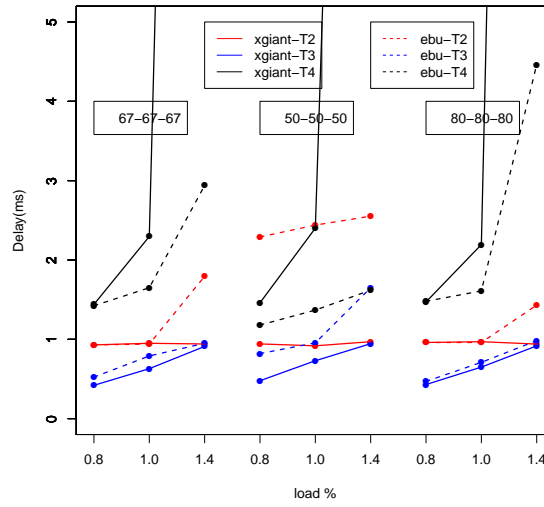 xgiant−T2
xgiant−T3
xgiant−T4
ebu−T2
ebu−T3
ebu−T4
67−67−67
50−50−50
80−80−80
Delay(ms)
5
4
3
2
1
0
0.8 1.0 1.4 0.8 1.0 1.4 0.8 1.0 1.4
load %